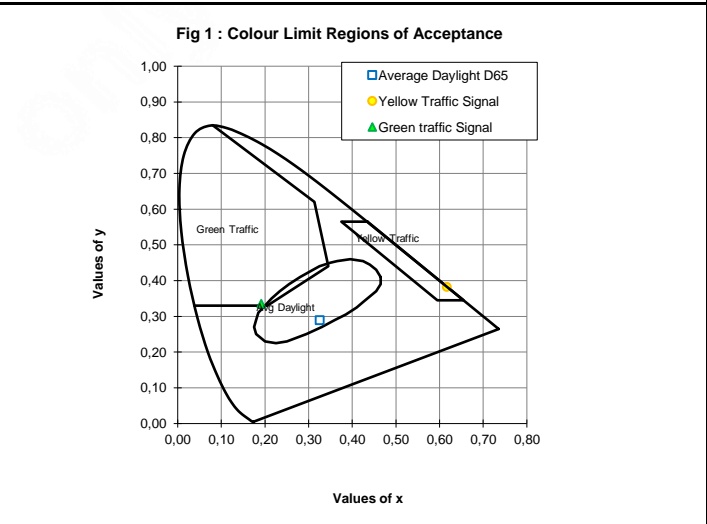 Fig 1 : Colour Limit Regions of Acceptance
1,00
0,90
0,80
0,70
0,60
0,50
0,40
0,30
0,20
0,10
0,00
0,00 0,10 0,20 0,30 0,40 0,50 0,60 0,70 0,80
Values of y
Values of x
Average Daylight D65
Yellow Traffic Signal
Green traffic Signal
Green Traffic
Yellow Traffic
Avg Daylight